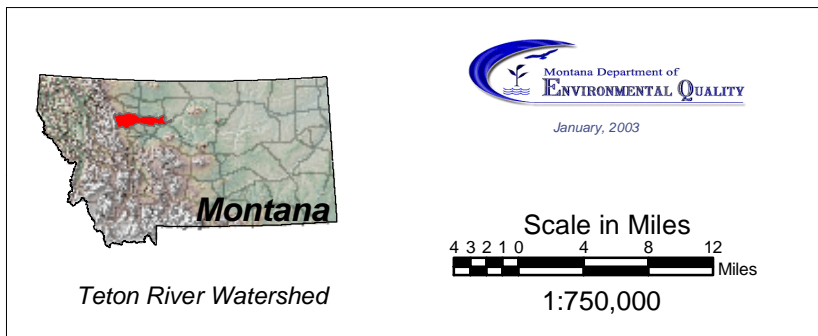 Montana
Teton River Watershed
Montana Department of
ENVIRONMENTAL QUALITY
January, 2003
Scale in Miles
4 3 2 1 0 4 8 12
Miles
1:750,000